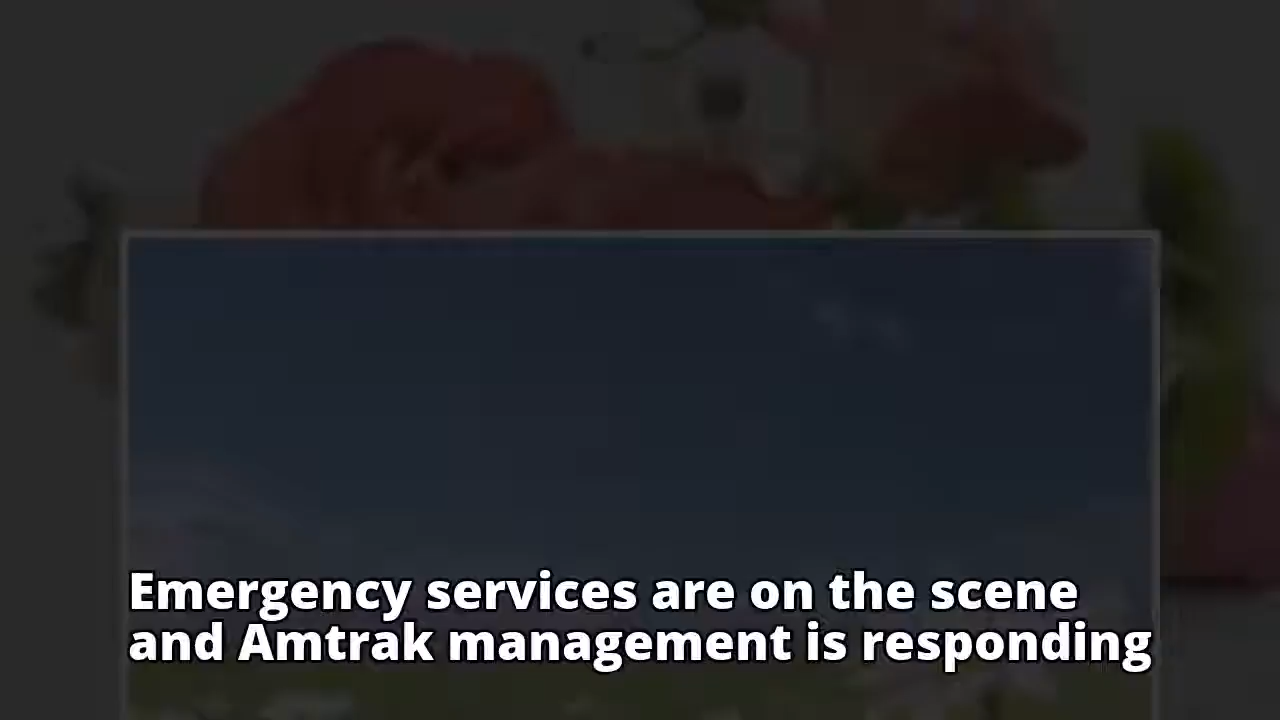 Emergency services are on the scene
and Amtrak management is responding